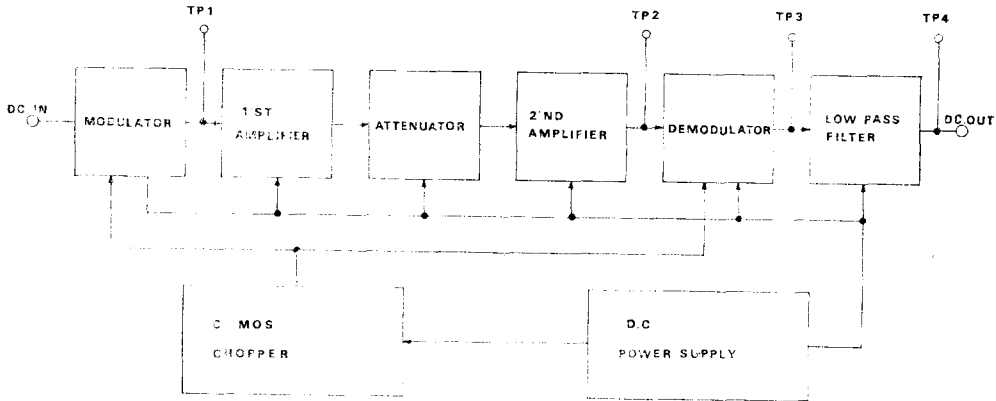 TP1
TP2
TP3
TP4
DC IN
MODULATOR
1'ST
AMPLIFIER
ATTENUATOR
2'ND
AMPLIFIER
DEMODULATOR
LOW PASS
FILTER
DC.OUT
C MOS
CHOPPER
D.C
POWER SUPPLY